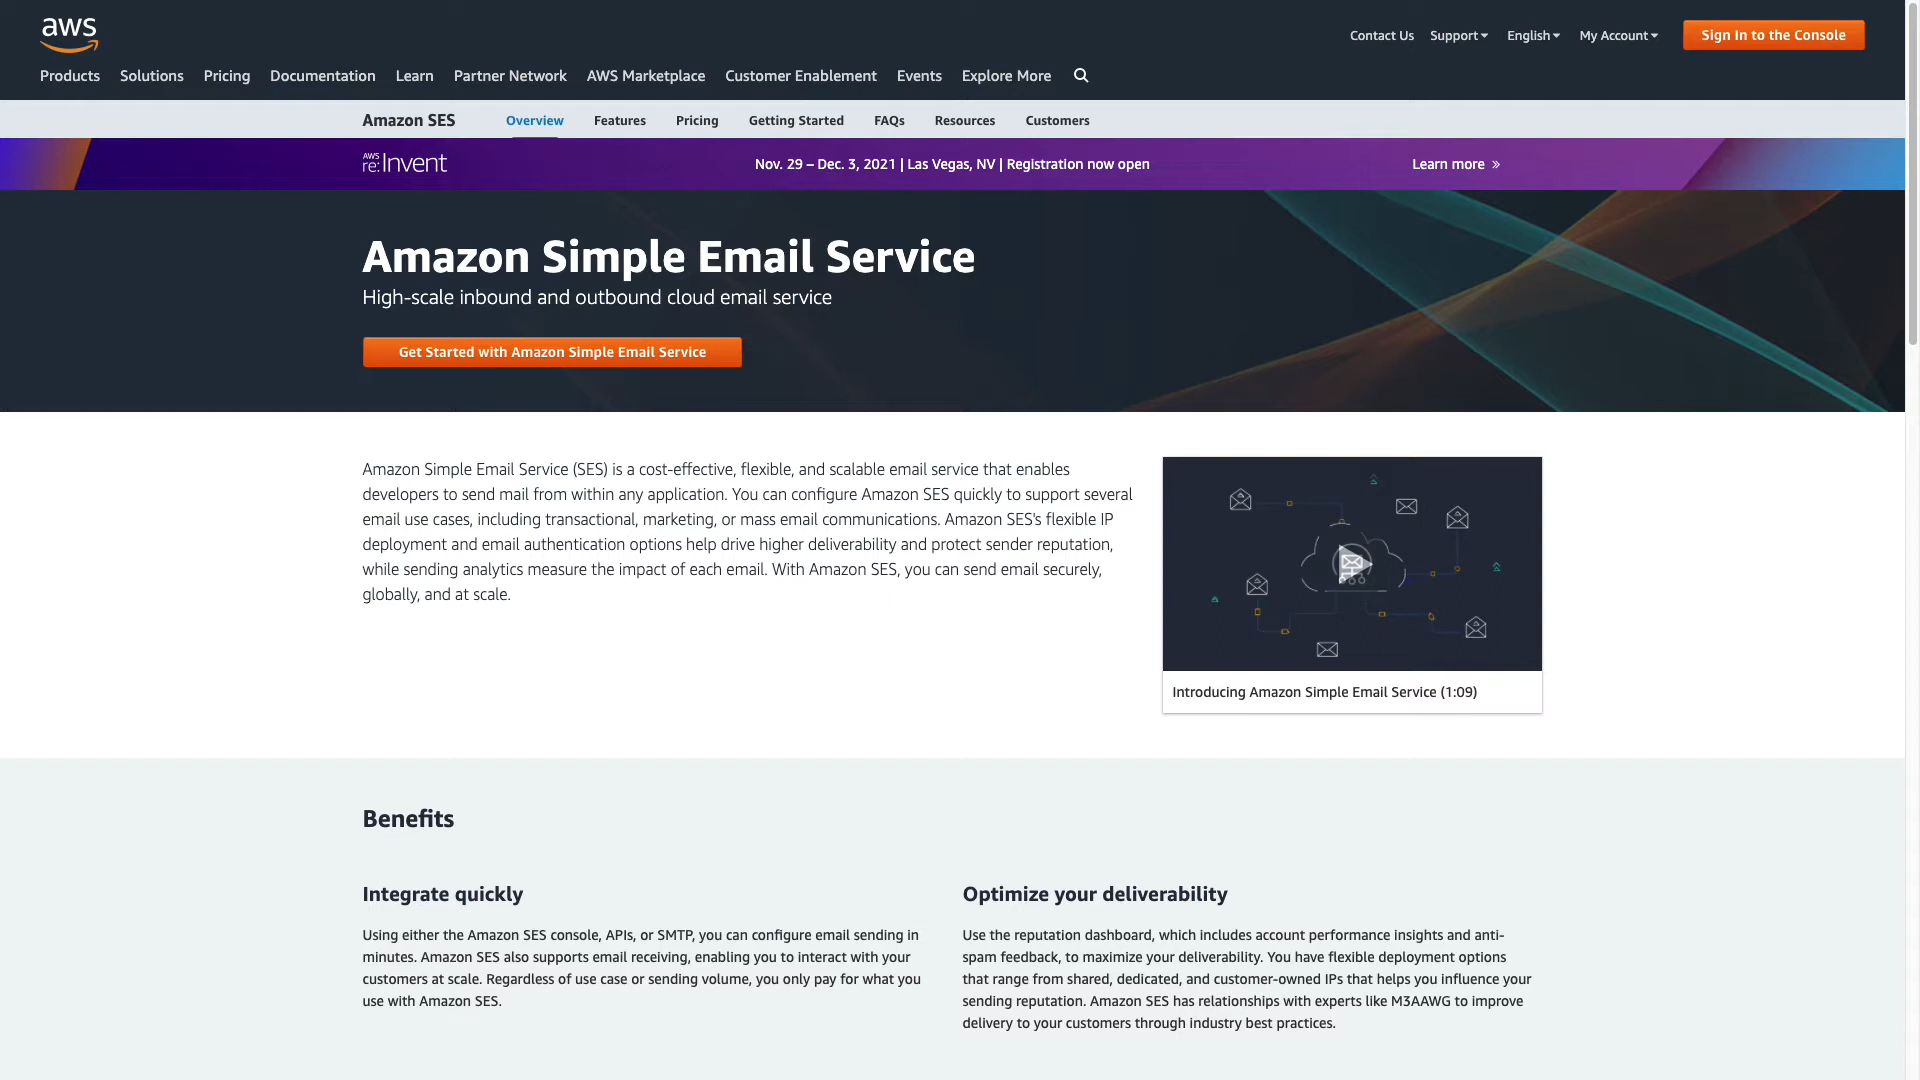 aws
Contact Us
Support
English
My Account
Sign In to the Console
Products
Solutions
Pricing
Documentation
Learn
Partner Network
AWS Marketplace
Customer Enablement
Events
Explore More
Amazon SES
Overview
Features
Pricing
Getting Started
FAQs
Resources
Customers
AWS
re:Invent
Nov. 29 – Dec. 3, 2021 | Las Vegas, NV | Registration now open
Learn more »
Amazon Simple Email Service
High-scale inbound and outbound cloud email service
Get Started with Amazon Simple Email Service
Amazon Simple Email Service (SES) is a cost-effective, flexible, and scalable email service that enables
developers to send mail from within any application. You can configure Amazon SES quickly to support several
email use cases, including transactional, marketing, or mass email communications. Amazon SES's flexible IP
deployment and email authentication options help drive higher deliverability and protect sender reputation,
while sending analytics measure the impact of each email. With Amazon SES, you can send email securely,
globally, and at scale.
Introducing Amazon Simple Email Service (1:09)
Benefits
Integrate quickly
Using either the Amazon SES console, APIs, or SMTP, you can configure email sending in
minutes. Amazon SES also supports email receiving, enabling you to interact with your
customers at scale. Regardless of use case or sending volume, you only pay for what you
use with Amazon SES.
Optimize your deliverability
Use the reputation dashboard, which includes account performance insights and anti-
spam feedback, to maximize your deliverability. You have flexible deployment options
that range from shared, dedicated, and customer-owned IPs that helps you influence your
sending reputation. Amazon SES has relationships with experts like M3AAWG to improve
delivery to your customers through industry best practices.